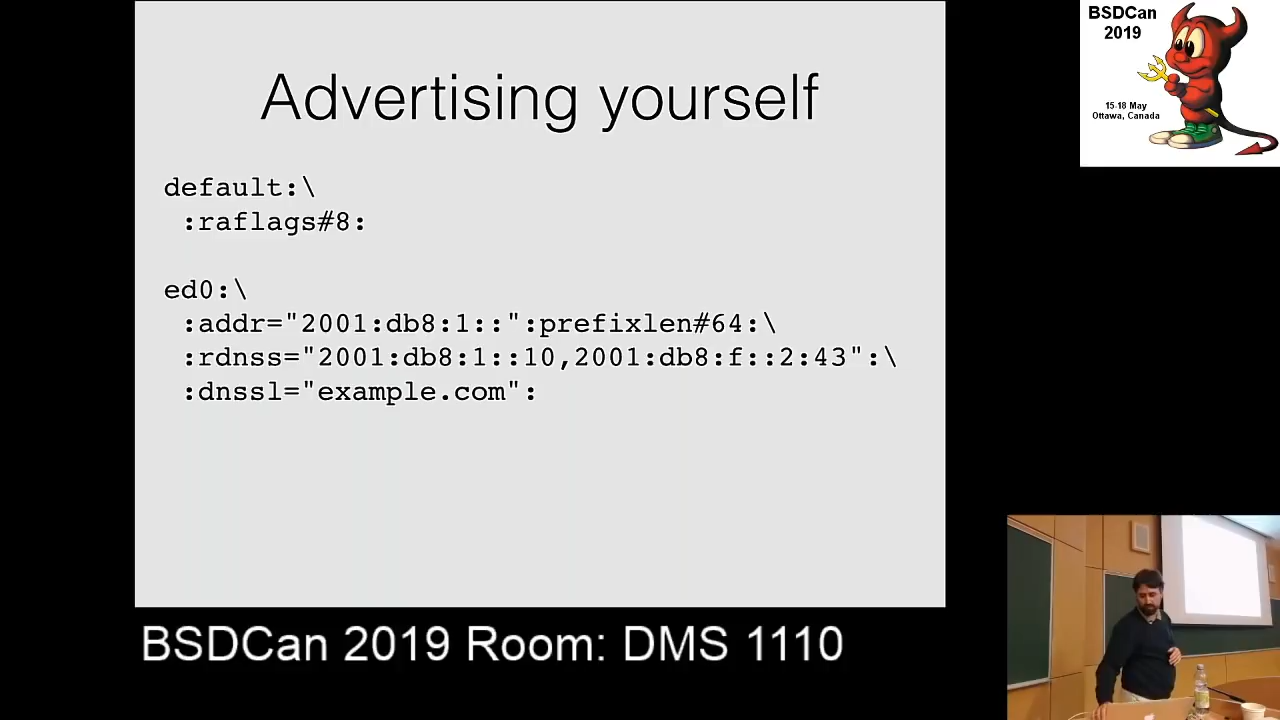 Advertising yourself
default:\
:raflags#8:
ed0:\
:addr="2001:db8:1::":prefixlen#64:\
:rdnss="2001:db8:1::10,2001:db8:f::2:43":\
:dnssl="example.com":
BSDCan
2019
15-18 May
Ottawa, Canada
BSDCan 2019 Room: DMS 1110